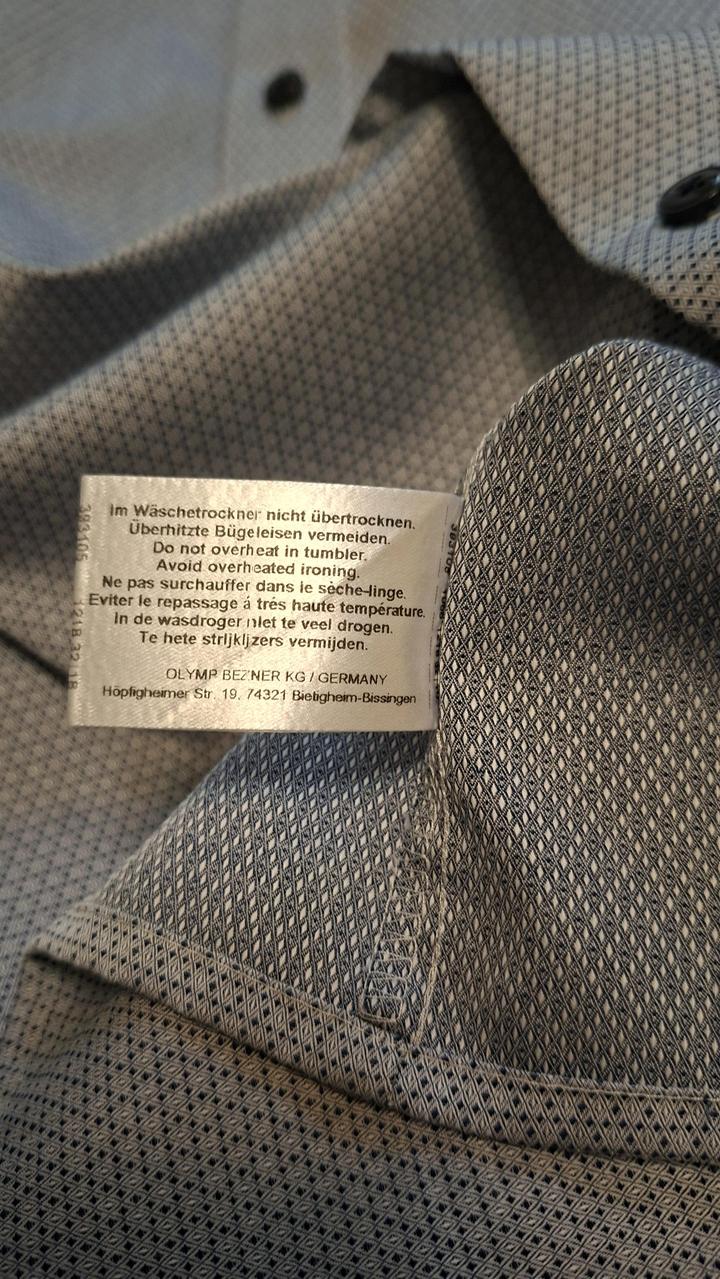 Im Wäschetrockner nicht übertrocknen.
Überhitzte Bügeleisen vermeiden.
Do not overheat in tumbler.
Avoid overheated ironing.
Ne pas surchauffer dans le sèche-linge.
Eviter le repassage á trés haute température.
In de wasdroger niet te veel drogen.
Te hete strijkijzers vermijden.
OLYMP BEZNER KG / GERMANY
Höpfigheimer Str. 19, 74321 Bietigheim-Bissingen